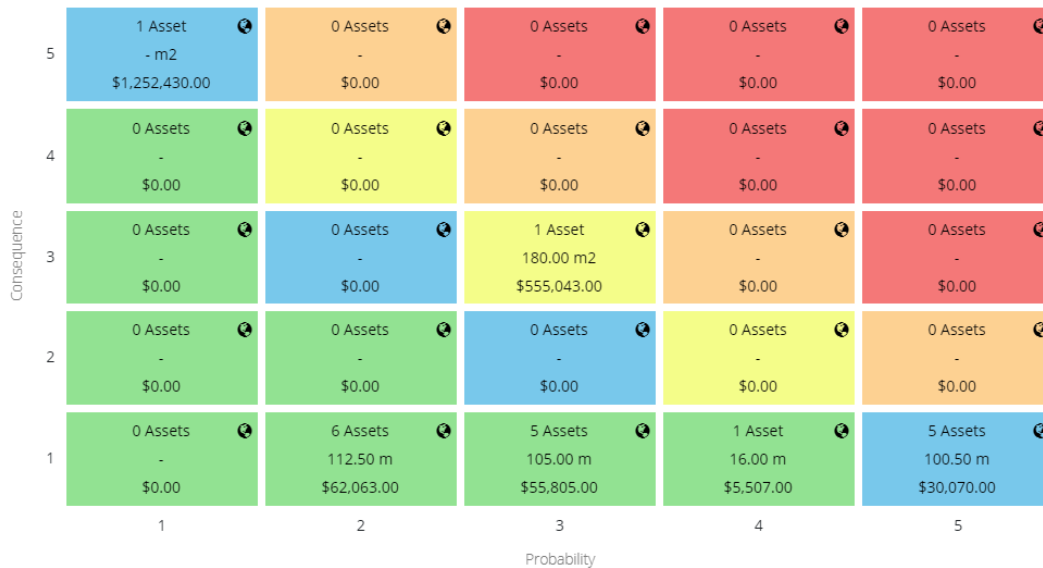 Consequence
5
1 Asset
- m2
$1,252,430.00
0 Assets
-
$0.00
0 Assets
-
$0.00
0 Assets
-
$0.00
0 Assets
-
$0.00
4
0 Assets
-
$0.00
0 Assets
-
$0.00
0 Assets
-
$0.00
0 Assets
-
$0.00
0 Assets
-
$0.00
3
0 Assets
-
$0.00
0 Assets
-
$0.00
1 Asset
180.00 m2
$555,043.00
0 Assets
-
$0.00
0 Assets
-
$0.00
2
0 Assets
-
$0.00
0 Assets
-
$0.00
0 Assets
-
$0.00
0 Assets
-
$0.00
0 Assets
-
$0.00
1
0 Assets
-
$0.00
6 Assets
112.50 m
$62,063.00
5 Assets
105.00 m
$55,805.00
1 Asset
16.00 m
$5,507.00
5 Assets
100.50 m
$30,070.00
1
2
3
4
5
Probability